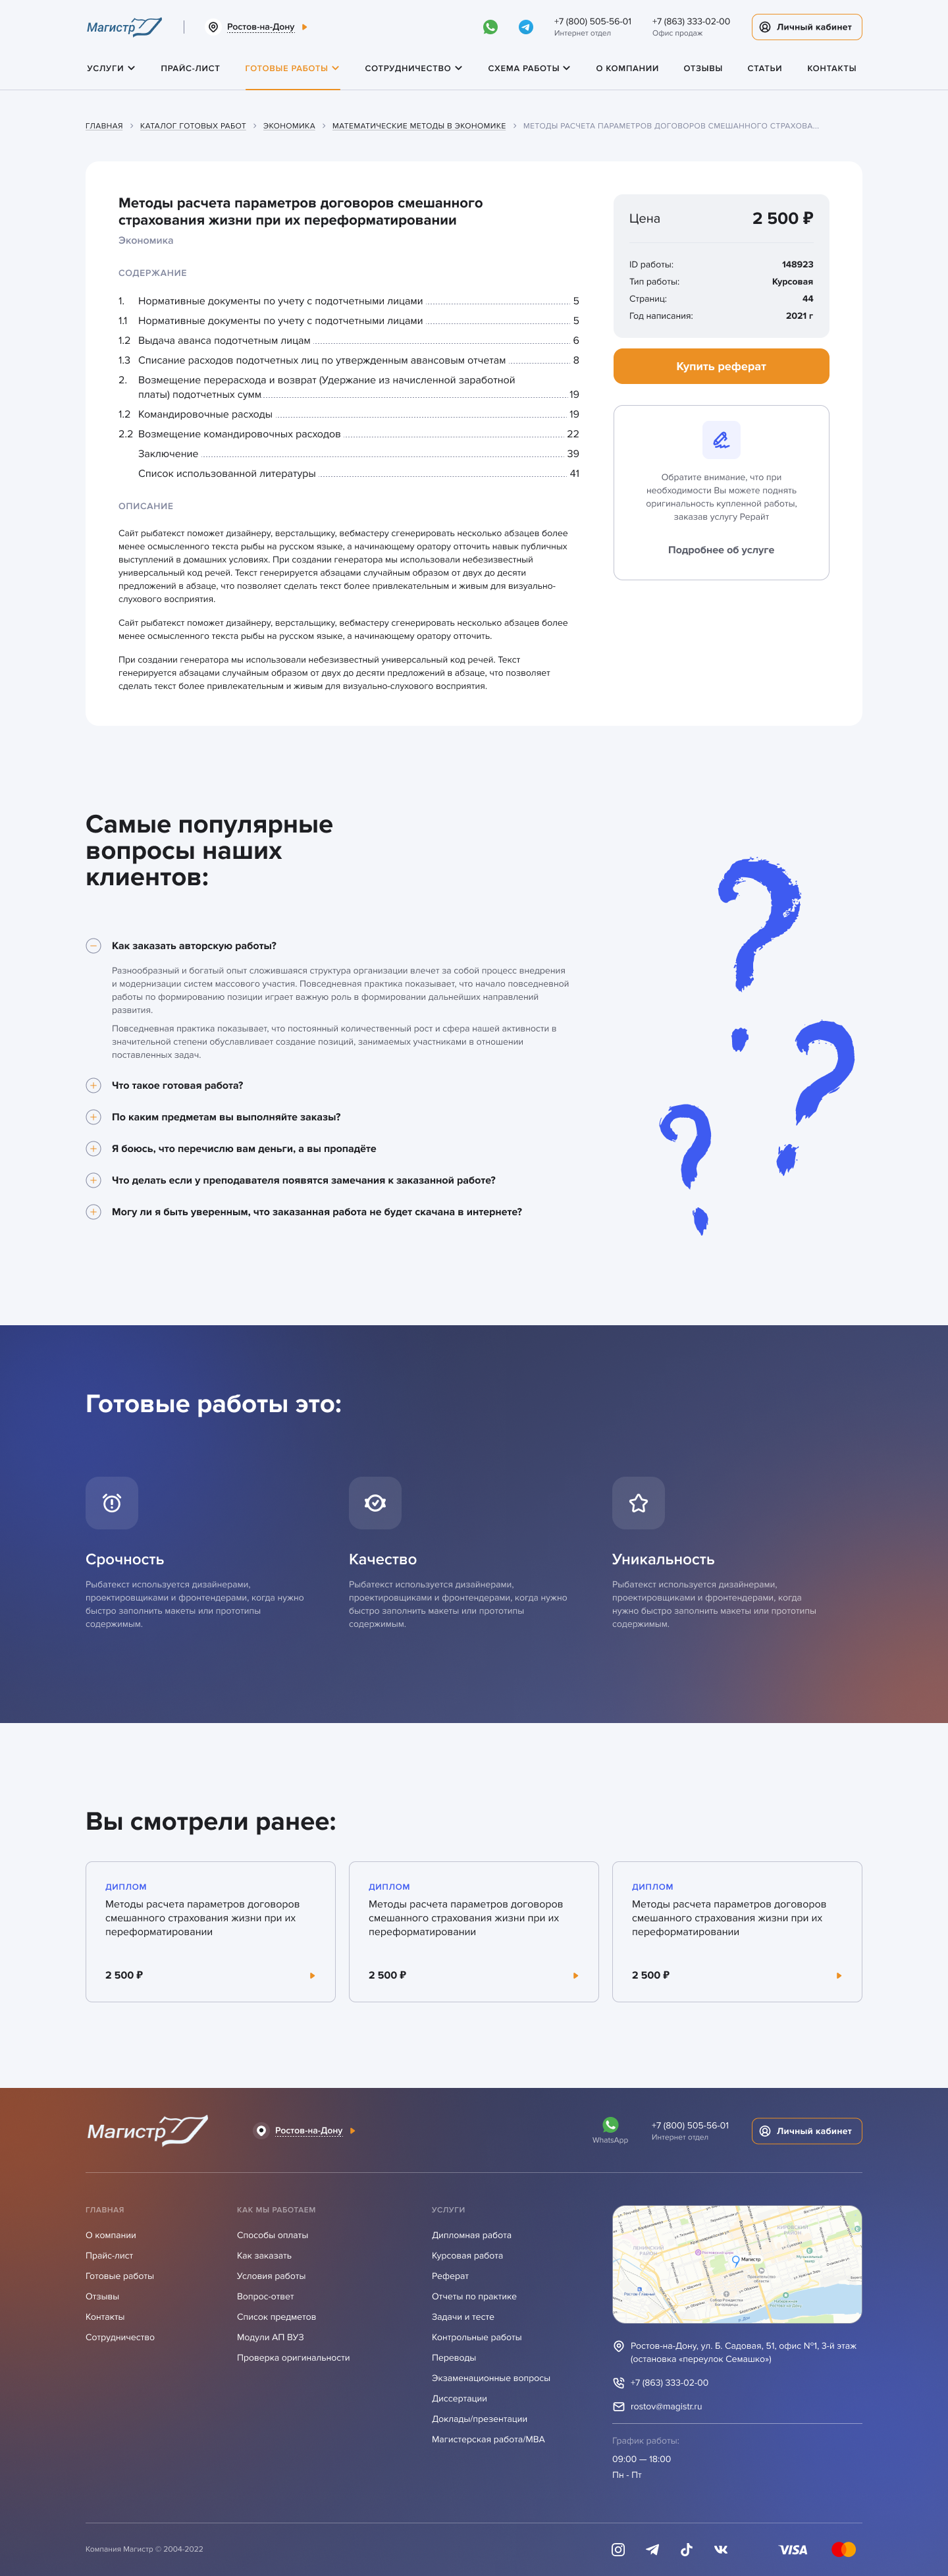 Магистр
Ростов-на-Дону
+7 (800) 505-56-01
Интернет отдел
+7 (863) 333-02-00
Офис продаж
Личный кабинет
УСЛУГИ ПРАЙС-ЛИСТ ГОТОВЫЕ РАБОТЫ СОТРУДНИЧЕСТВО СХЕМА РАБОТЫ О КОМПАНИИ ОТЗЫВЫ СТАТЬИ КОНТАКТЫ
ГЛАВНАЯ > КАТАЛОГ ГОТОВЫХ РАБОТ > ЭКОНОМИКА > МАТЕМАТИЧЕСКИЕ МЕТОДЫ В ЭКОНОМИКЕ > МЕТОДЫ РАСЧЕТА ПАРАМЕТРОВ ДОГОВОРОВ СМЕШАННОГО СТРАХОВА...
Методы расчета параметров договоров смешанного
страхования жизни при их переформатировании
Экономика
СОДЕРЖАНИЕ
1. Нормативные документы по учету с подотчетными лицами 5
1.1 Нормативные документы по учету с подотчетными лицами 5
1.2 Выдача аванса подотчетным лицам 6
1.3 Списание расходов подотчетных лиц по утвержденным авансовым отчетам 8
2. Возмещение перерасхода и возврат (Удержание из начисленной заработной
платы) подотчетных сумм 19
1.2 Командировочные расходы 19
2.2 Возмещение командировочных расходов 22
Заключение 39
Список использованной литературы 41
ОПИСАНИЕ
Сайт рыбатекст поможет дизайнеру, верстальщику, вебмастеру сгенерировать несколько абзацев более
менее осмысленного текста рыбы на русском языке, а начинающему оратору отточить навык публичных
выступлений в домашних условиях. При создании генератора мы использовали небезизвестный
универсальный код речей. Текст генерируется абзацами случайным образом от двух до десяти
предложений в абзаце, что позволяет сделать текст более привлекательным и живым для визуально-
слухового восприятия.
Сайт рыбатекст поможет дизайнеру, верстальщику, вебмастеру сгенерировать несколько абзацев более
менее осмысленного текста рыбы на русском языке, а начинающему оратору отточить.
При создании генератора мы использовали небезизвестный универсальный код речей. Текст
генерируется абзацами случайным образом от двух до десяти предложений в абзаце, что позволяет
сделать текст более привлекательным и живым для визуально-слухового восприятия.
Цена 2 500 ₽
ID работы: 148923
Тип работы: Курсовая
Страниц: 44
Год написания: 2021 г
Купить реферат
Обратите внимание, что при
необходимости Вы можете поднять
оригинальность купленной работы,
заказав услугу Рерайт
Подробнее об услуге
Самые популярные
вопросы наших
клиентов:
Как заказать авторскую работы?
Разнообразный и богатый опыт сложившаяся структура организации влечет за собой процесс внедрения
и модернизации систем массового участия. Повседневная практика показывает, что начало повседневной
работы по формированию позиции играет важную роль в формировании дальнейших направлений
развития.
Повседневная практика показывает, что постоянный количественный рост и сфера нашей активности в
значительной степени обуславливает создание позиций, занимаемых участниками в отношении
поставленных задач.
Что такое готовая работа?
По каким предметам вы выполняйте заказы?
Я боюсь, что перечислю вам деньги, а вы пропадёте
Что делать если у преподавателя появятся замечания к заказанной работе?
Могу ли я быть уверенным, что заказанная работа не будет скачана в интернете?
Готовые работы это:
Срочность
Рыбатекст используется дизайнерами,
проектировщиками и фронтендерами, когда нужно
быстро заполнить макеты или прототипы
содержимым.
Качество
Рыбатекст используется дизайнерами,
проектировщиками и фронтендерами, когда нужно
быстро заполнить макеты или прототипы
содержимым.
Уникальность
Рыбатекст используется дизайнерами,
проектировщиками и фронтендерами, когда
нужно быстро заполнить макеты или прототипы
содержимым.
Вы смотрели ранее:
ДИПЛОМ
Методы расчета параметров договоров
смешанного страхования жизни при их
переформатировании
2 500 ₽
ДИПЛОМ
Методы расчета параметров договоров
смешанного страхования жизни при их
переформатировании
2 500 ₽
ДИПЛОМ
Методы расчета параметров договоров
смешанного страхования жизни при их
переформатировании
2 500 ₽
Магистр
Ростов-на-Дону
WhatsApp
+7 (800) 505-56-01
Интернет отдел
Личный кабинет
ГЛАВНАЯ
О компании
Прайс-лист
Готовые работы
Отзывы
Контакты
Сотрудничество
КАК МЫ РАБОТАЕМ
Способы оплаты
Как заказать
Условия работы
Вопрос-ответ
Список предметов
Модули АП ВУЗ
Проверка оригинальности
УСЛУГИ
Дипломная работа
Курсовая работа
Реферат
Отчеты по практике
Задачи и тесте
Контрольные работы
Переводы
Экзаменационные вопросы
Диссертации
Доклады/презентации
Магистерская работа/MBA
Магистр
Ростов-на-Дону, ул. Б. Садовая, 51, офис №1, 3-й этаж
(остановка «переулок Семашко»)
+7 (863) 333-02-00
rostov@magistr.ru
График работы:
09:00 — 18:00
Пн - Пт
Компания Магистр © 2004-2022
VISA